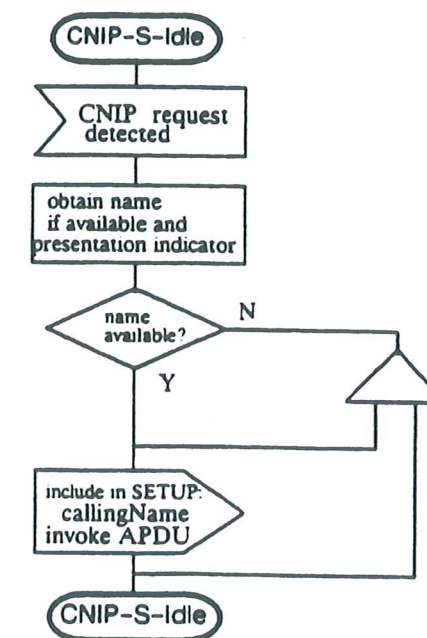 CNIP-S-Idle
CNIP request
detected
obtain name
if available and
presentation indicator
name
available?
N
Y
include in SETUP:
callingName
invoke APDU
CNIP-S-Idle